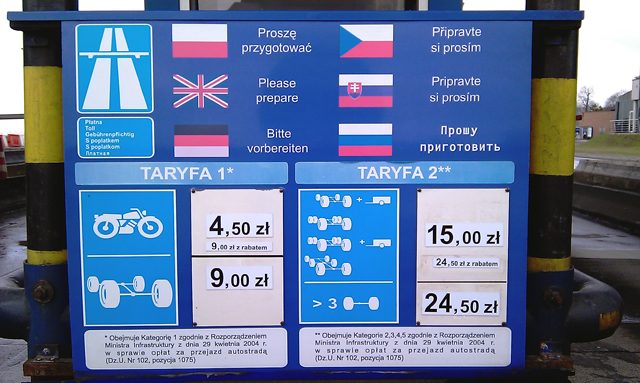 Proszę
przygotować
Připravte
si prosím
Please
prepare
Pripravte
si prosím
Bitte
vorbereiten
Прошу
приготовить
Płatna
Toll
Gebührenpflichtig
S poplatkem
S poplatkom
Платная
TARYFA 1*
4,50 zł
9,00 zł z rabatem
9,00 zł
* Obejmuje Kategorię 1 zgodnie z Rozporządzeniem
Ministra Infrastruktury z dnia 29 kwietnia 2004 r.
w sprawie opłat za przejazd autostradą
(Dz.U. Nr 102, pozycja 1075)
TARYFA 2**
+
+
> 3
15,00 zł
24,50 zł z rabatem
24,50 zł
** Obejmuje Kategorie 2,3,4,5 zgodnie z Rozporządzeniem
Ministra Infrastruktury z dnia 29 kwietnia 2004 r.
w sprawie opłat za przejazd autostradą
(Dz.U. Nr 102, pozycja 1075)